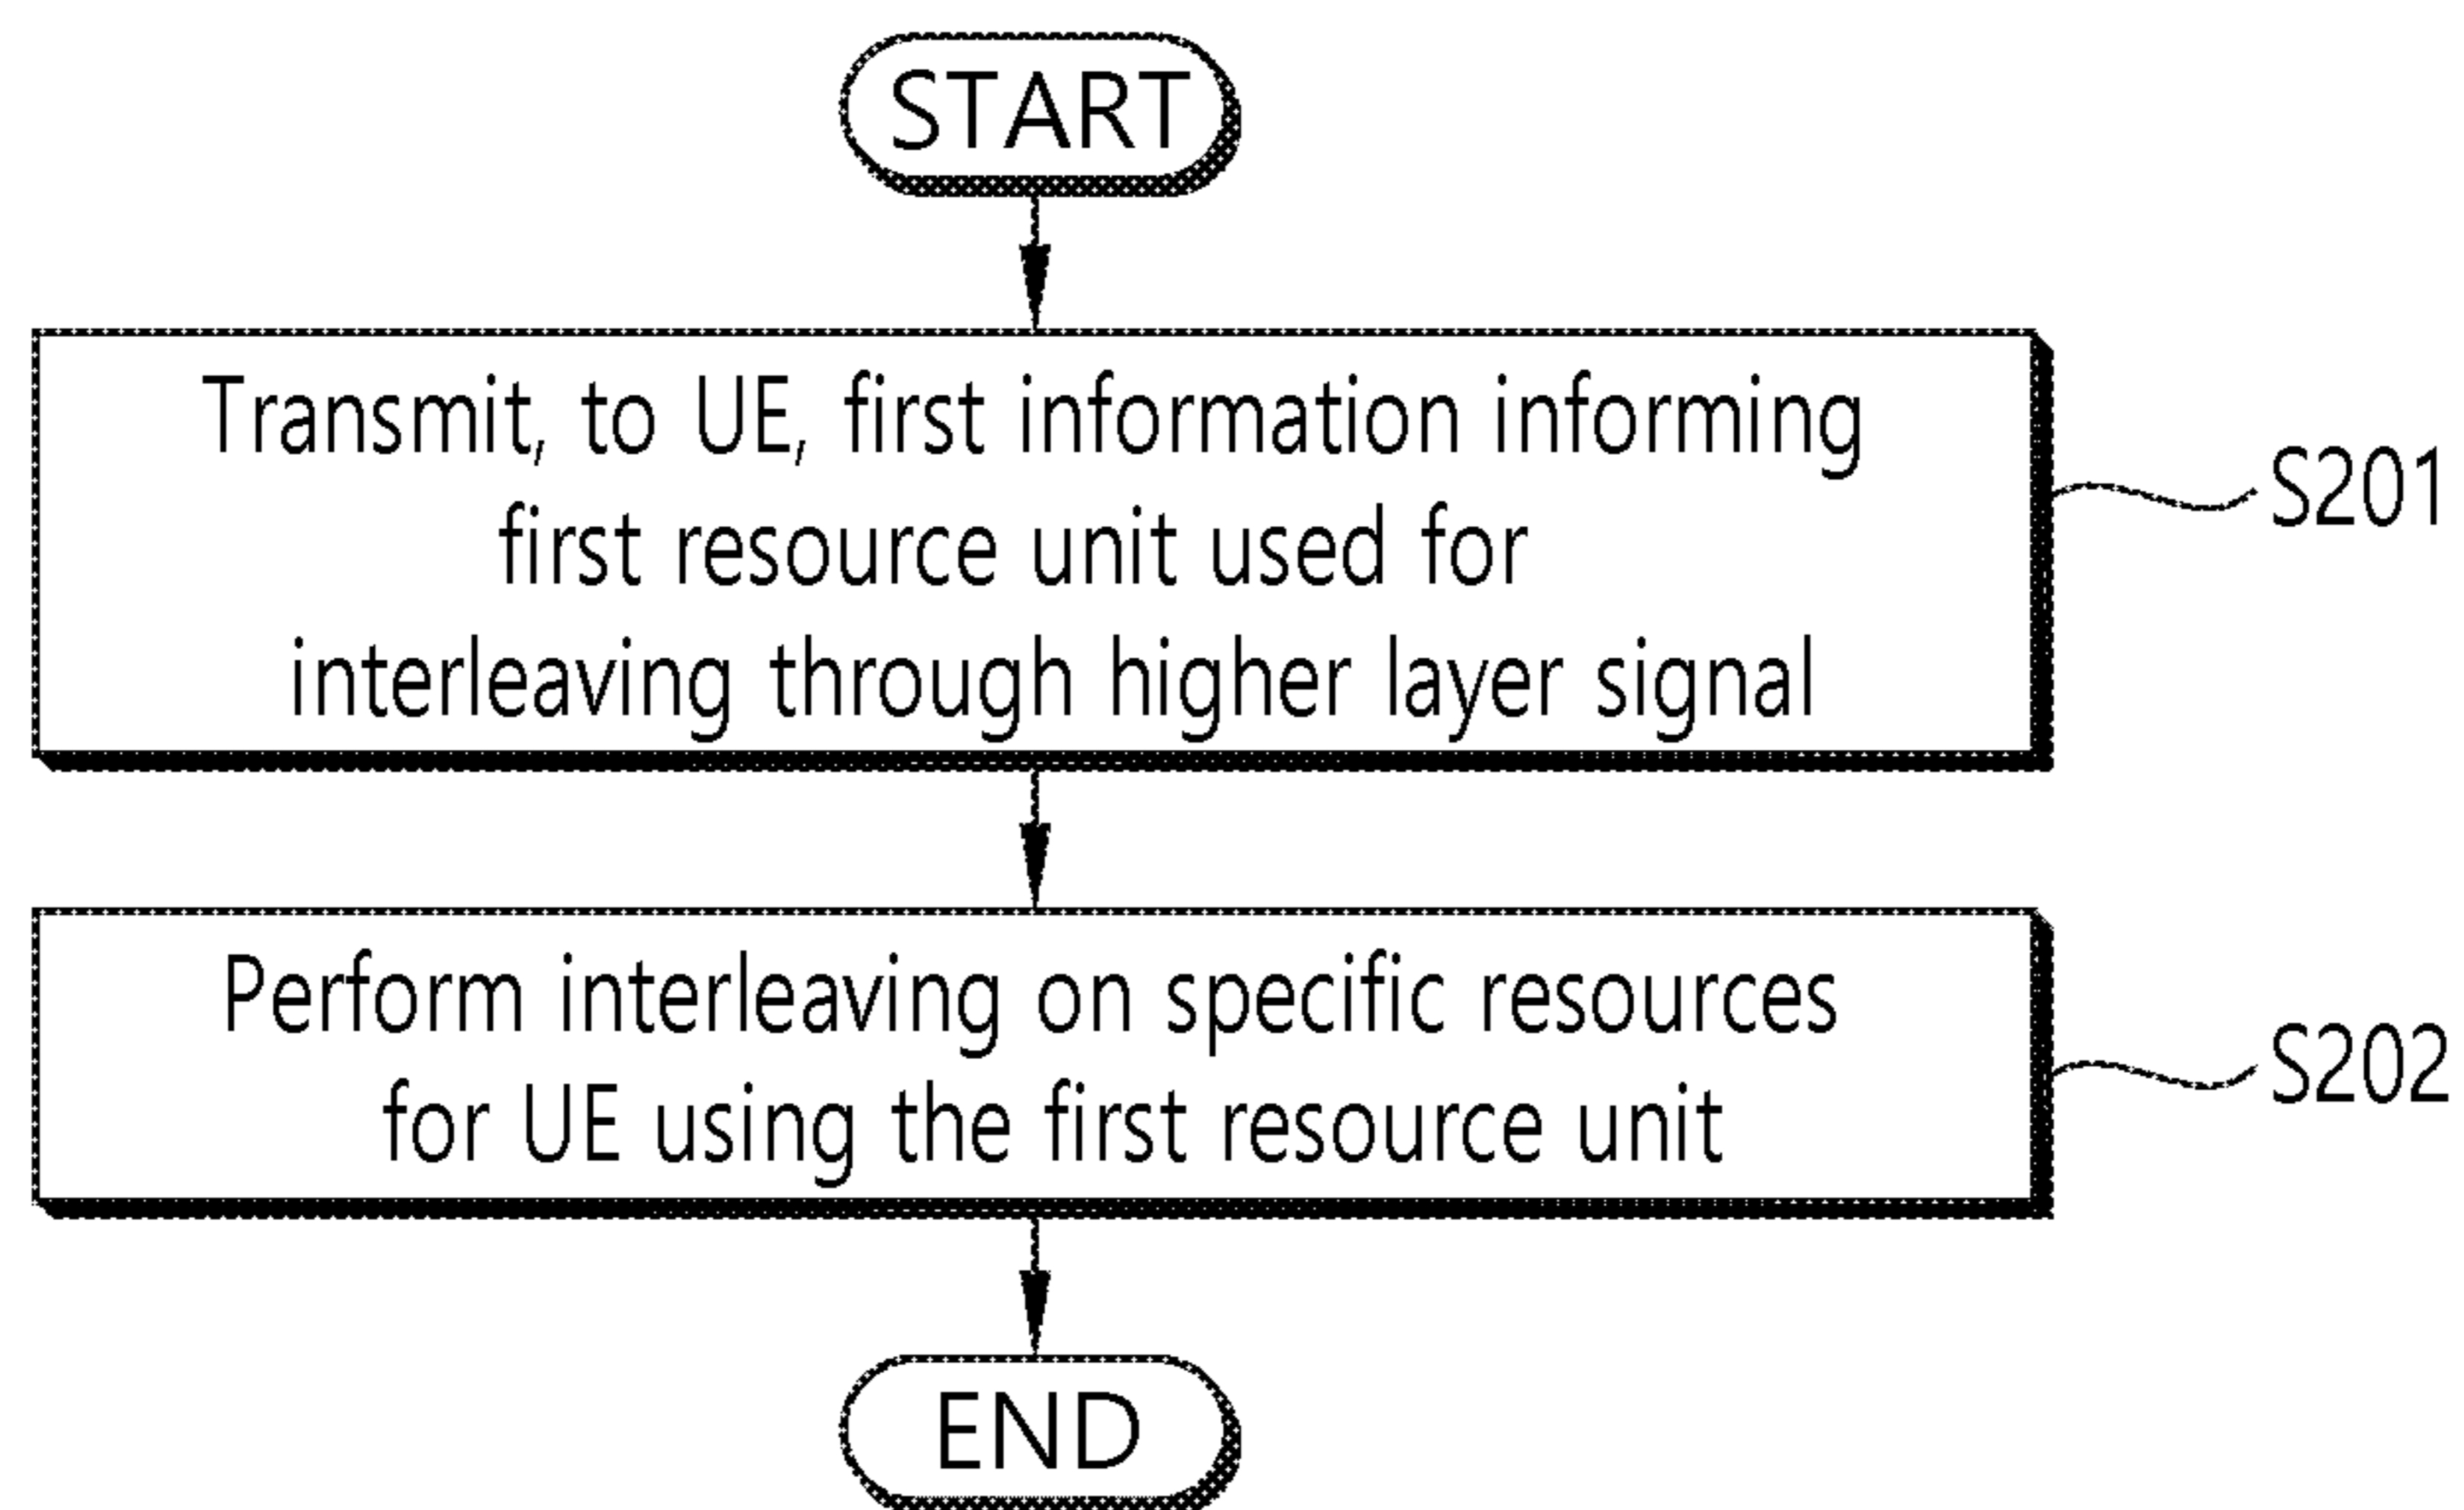 START
Transmit, to UE, first information informing
first resource unit used for
interleaving through higher layer signal
S201
Perform interleaving on specific resources
for UE using the first resource unit
S202
END